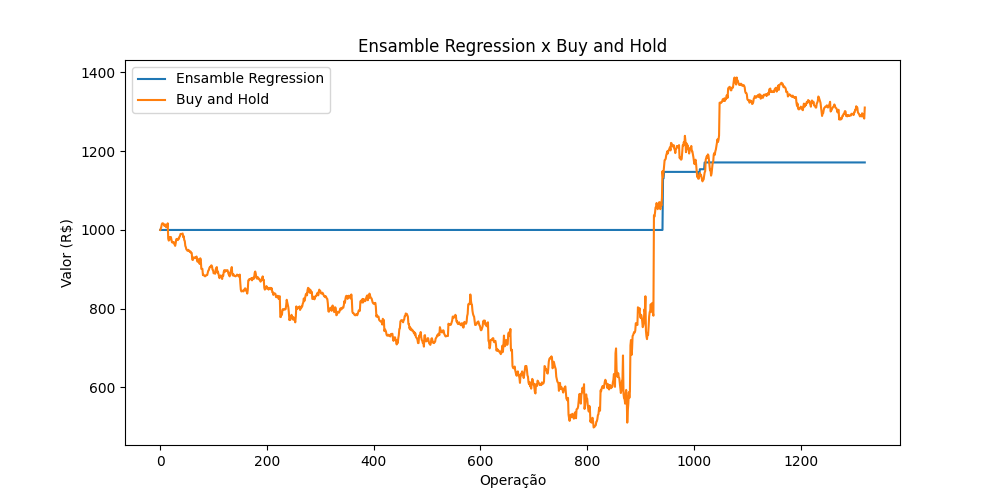 Ensamble Regression x Buy and Hold
Ensamble Regression
Buy and Hold
1400
1200
1000
800
600
Valor (R$)
0 200 400 600 800 1000 1200
Operação